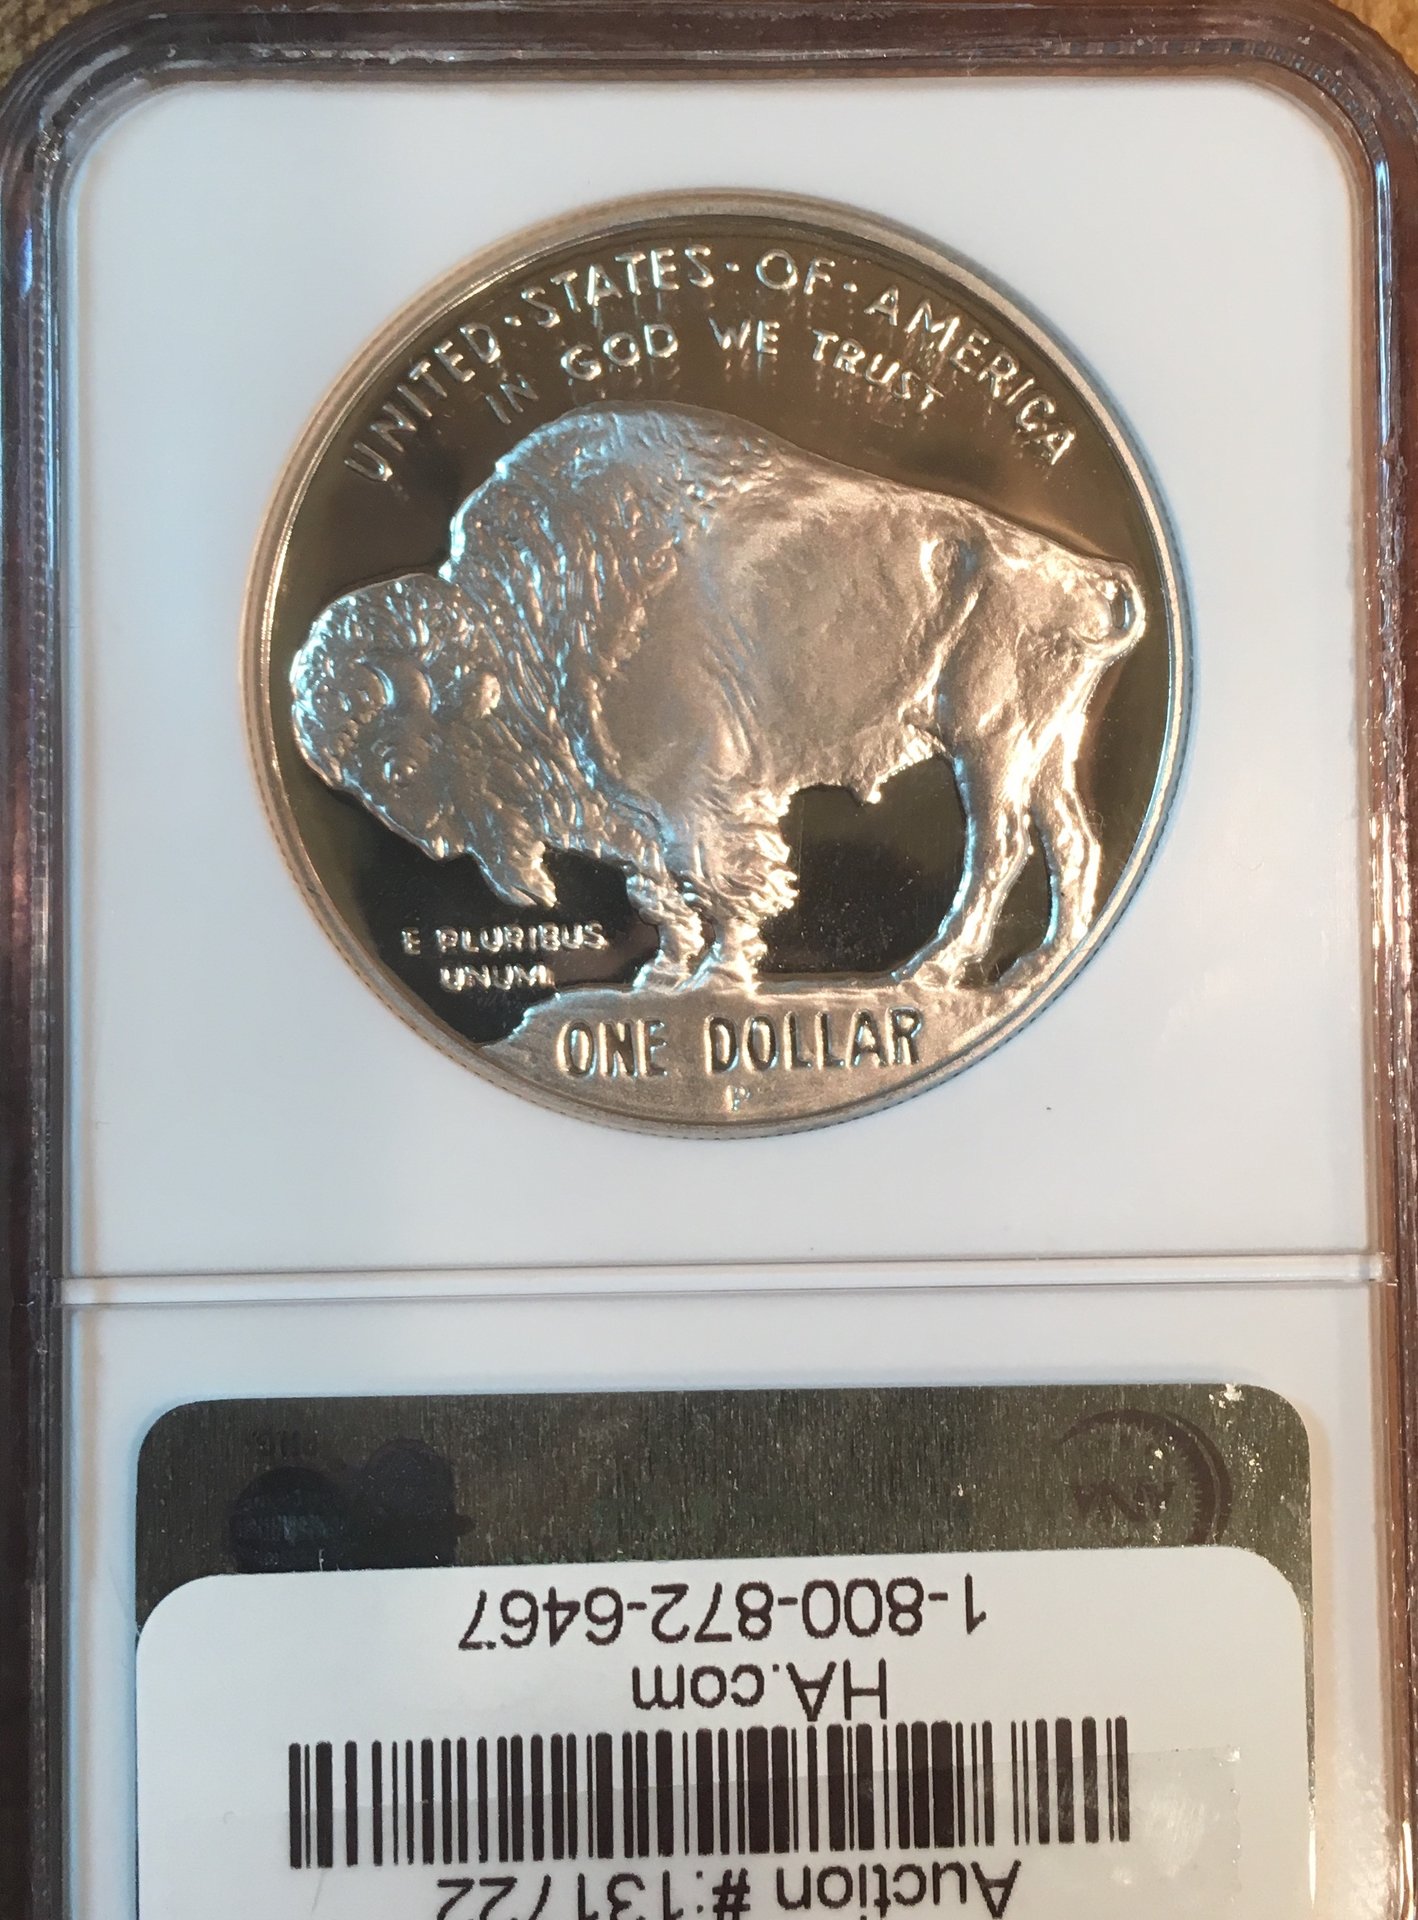 UNITED·STATES·OF·AMERICA
IN GOD WE TRUST
E PLURIBUS
UNUM
ONE DOLLAR
P
1-800-872-6467
HA.com
Auction #:131722